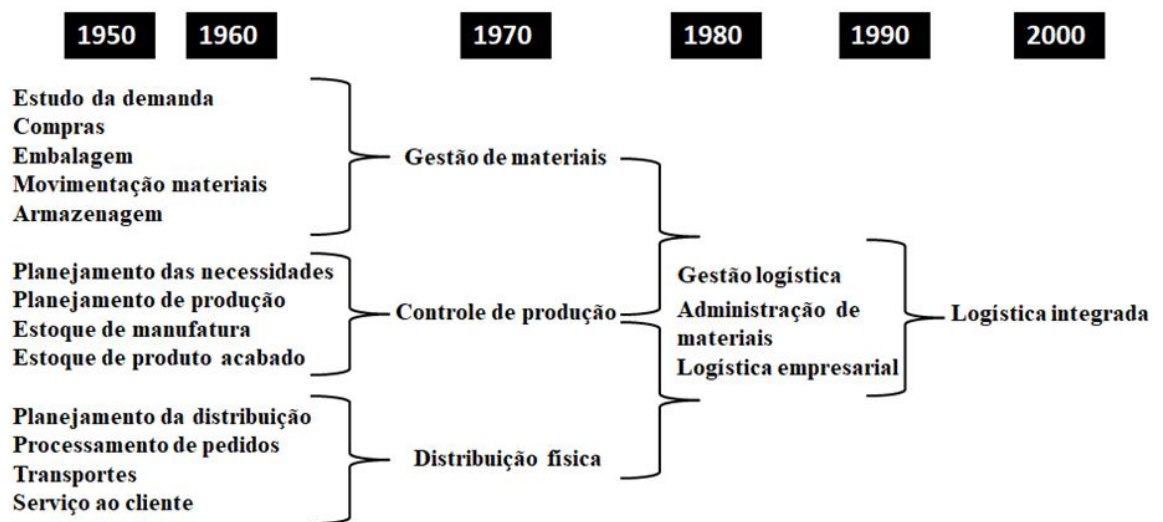 1950
1960
1970
1980
1990
2000
Estudo da demanda
Compras
Embalagem
Movimentação materiais
Armazenagem
Gestão de materiais
Planejamento das necessidades
Planejamento de produção
Estoque de manufatura
Estoque de produto acabado
Controle de produção
Planejamento da distribuição
Processamento de pedidos
Transportes
Serviço ao cliente
Distribuição física
Gestão logística
Administração de
materiais
Logística empresarial
Logística integrada